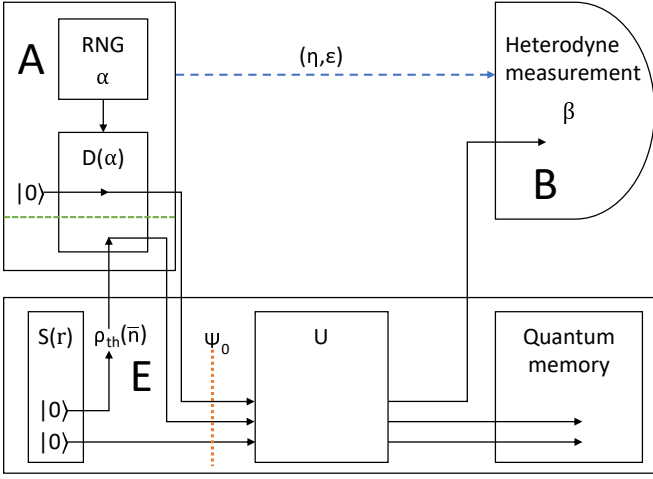 A
RNG
α
D(α)
|0⟩
(η,ε)
Heterodyne
measurement
β
B
S(r)
ρth(n̅)
E
|0⟩
|0⟩
Ψ0
U
Quantum
memory